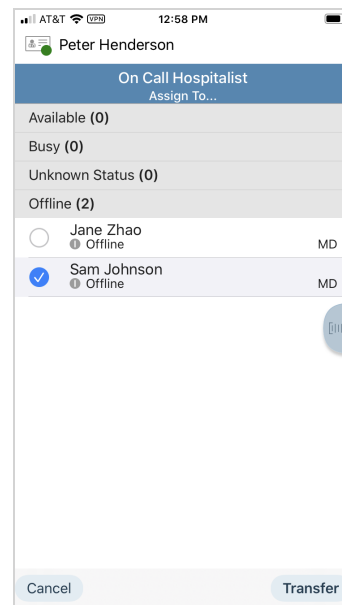 AT&T VPN 12:58 PM
Peter Henderson
On Call Hospitalist
Assign To...
Available (0)
Busy (0)
Unknown Status (0)
Offline (2)
Jane Zhao
Offline MD
Sam Johnson
Offline MD
Cancel Transfer